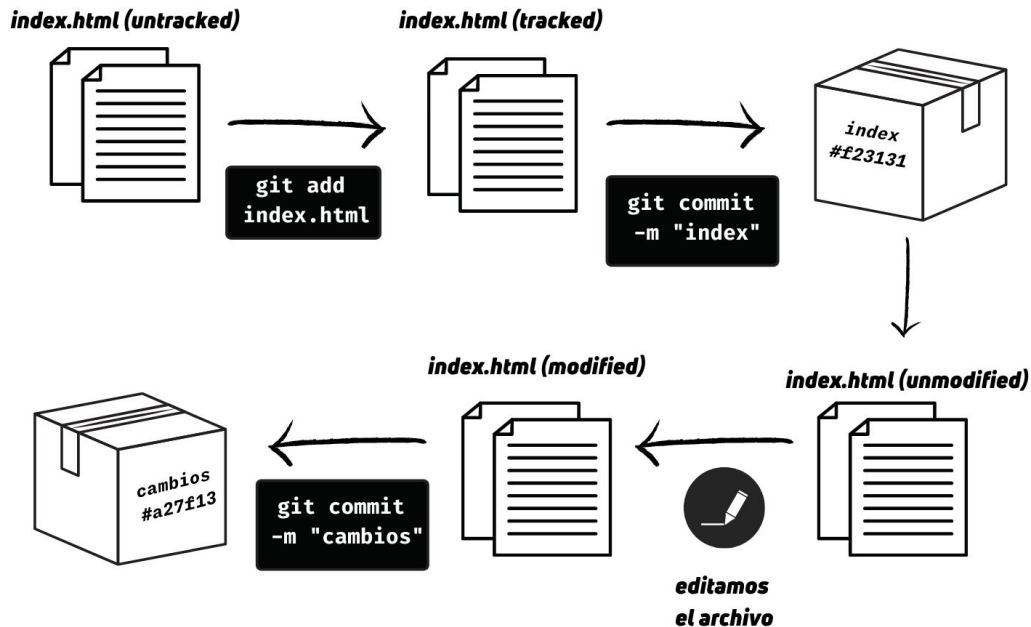 index.html (untracked)
index.html (tracked)
git add
index.html
git commit
-m "index"
index
#f23131
index.html (unmodified)
editamos
el archivo
index.html (modified)
git commit
-m "cambios"
cambios
#a27f13